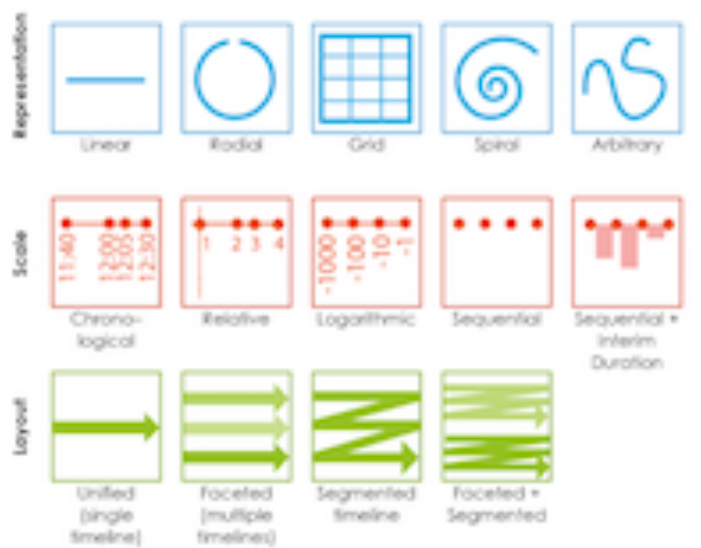 Representation
Linear
Radial
Grid
Spiral
Arbitrary
Scale
11:40
12:00
12:05
12:30
1
2
3
4
-1000
-100
-10
-1
Chrono-
logical
Relative
Logarithmic
Sequential
Sequential +
Interim
Duration
Layout
Unified
(single
timeline)
Faceted
(multiple
timelines)
Segmented
timeline
Faceted +
Segmented